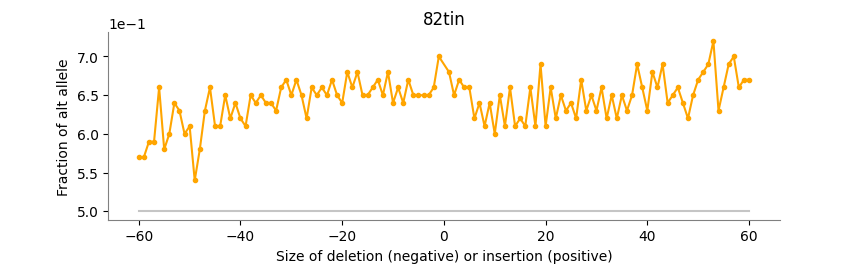 82tin
1e−1
7.0
6.5
6.0
5.5
5.0
Fraction of alt allele
−60 −40 −20 0 20 40 60
Size of deletion (negative) or insertion (positive)